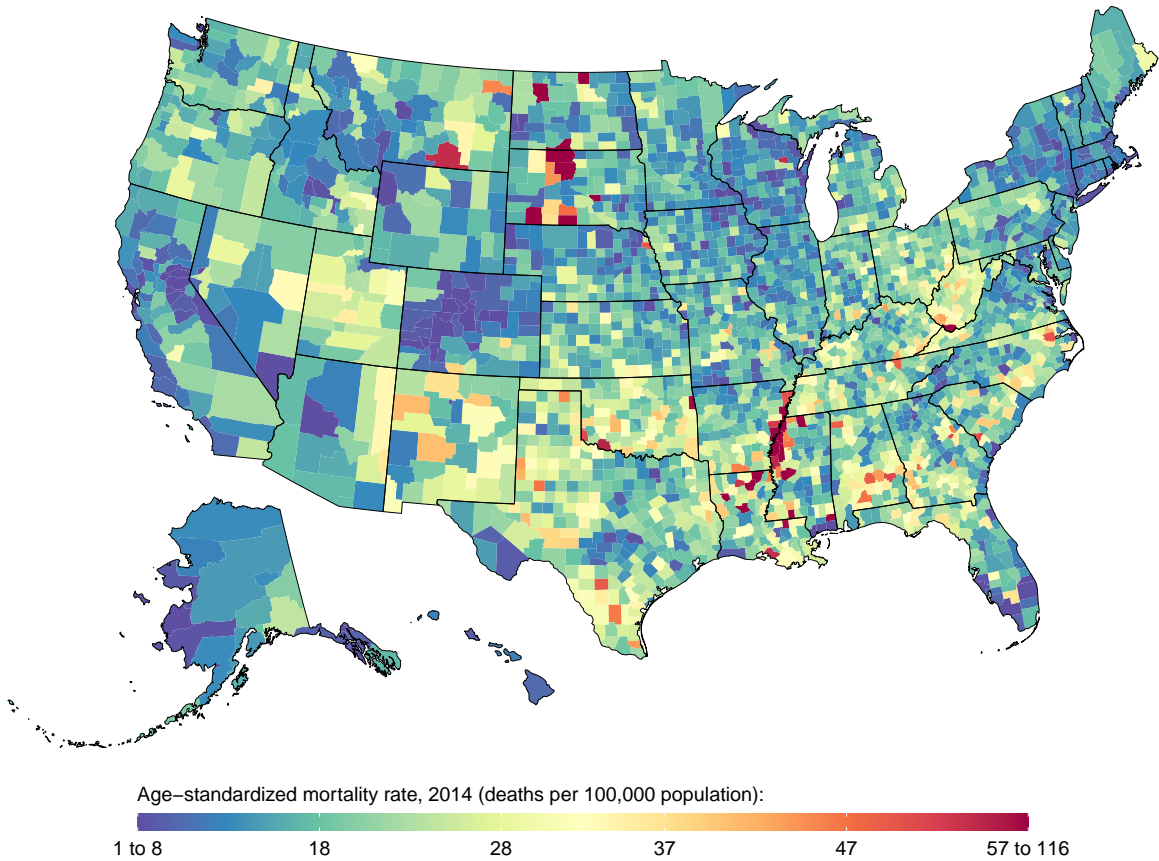 Age−standardized mortality rate, 2014 (deaths per 100,000 population):
1 to 8 18 28 37 47 57 to 116